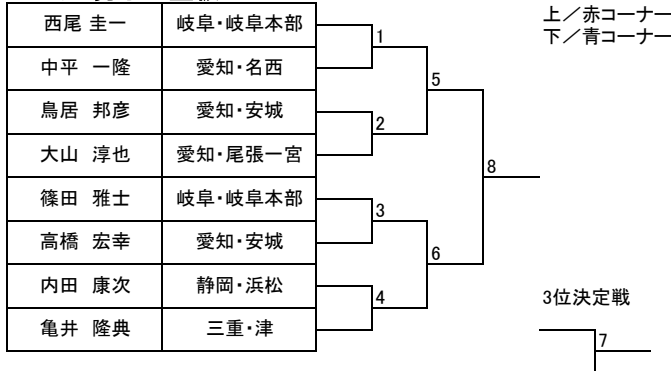 西尾 圭一 岐阜・岐阜本部
中平 一隆 愛知・名西
鳥居 邦彦 愛知・安城
大山 淳也 愛知・尾張一宮
篠田 雅士 岐阜・岐阜本部
高橋 宏幸 愛知・安城
内田 康次 静岡・浜松
亀井 隆典 三重・津
1
2
3
4
5
6
8
上／赤コーナー
下／青コーナー
3位決定戦
7